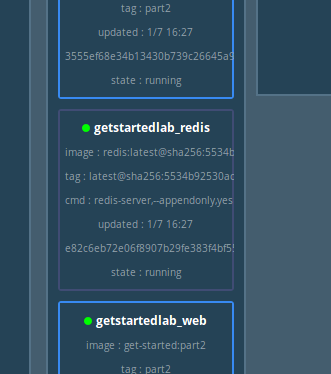 tag : part2
updated : 1/7 16:27
3555ef68e34b13430b739c26645a9
state : running
getstartedlab_redis
image : redis:latest@sha256:5534b
tag : latest@sha256:5534b92530ac
cmd : redis-server,--appendonly,yes
updated : 1/7 16:27
e82c6eb72e06f8907b29fe383f4bf5
state : running
getstartedlab_web
image : get-started:part2
tag : part2